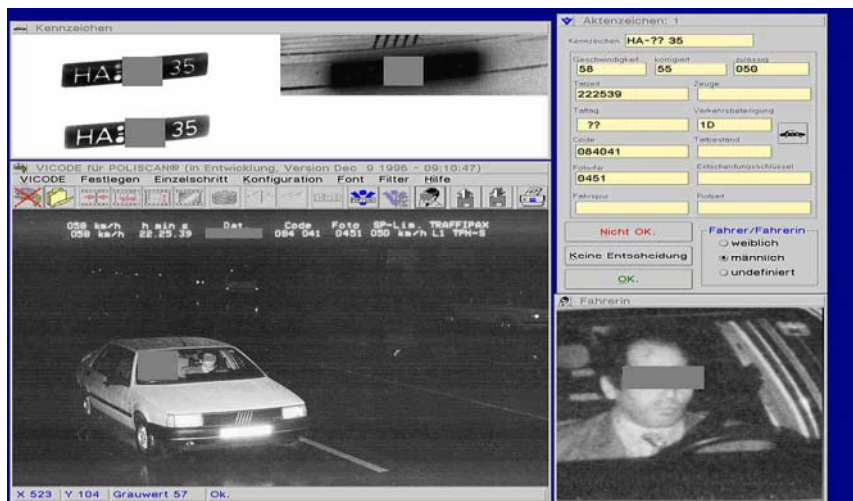 Kennzeichen
HA: 35
HA: 35
VICODE für POLISCAN® (in Entwicklung, Version Dec 9 1996 - 09:10:47)
VICODE Festlegen Einzelschritt Konfiguration Font Filter Hilfe
058 km/h h min s Dat Code Foto SP-Lim. TRAFFIPAX
058 km/h 22.25.39 084 041 0451 050 km/h L1 TPH-S
X 523 Y 104 Grauwert 57 Ok.
Aktenzeichen: 1
Kennzeichen HA-?? 35
Geschwindigkeit korrigiert zulässig
58 55 050
Tatzeit Zeuge
222539
Tattag Verkehrsbeteiligung
?? 1D
Code Tatbestand
084041
Foto-Nr Entscheidungsschlüssel
0451
Fahrspur Rotzeit
Nicht OK.
Keine Entscheidung
OK.
Fahrer/Fahrerin
weiblich
männlich
undefiniert
Fahrerin